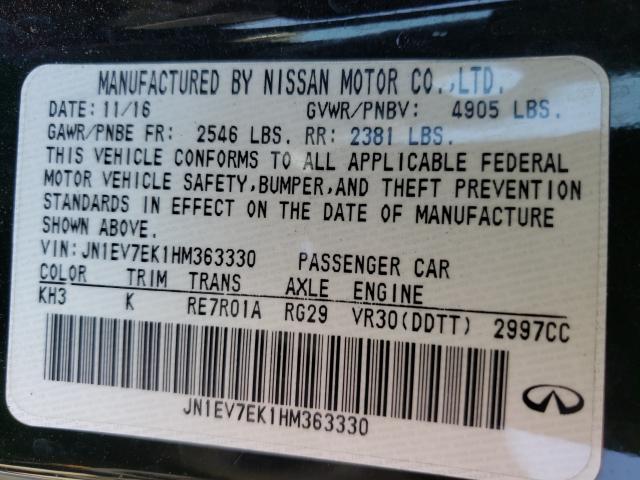 MANUFACTURED BY NISSAN MOTOR CO.,LTD.
DATE: 11/16 GVWR/PNBV: 4905 LBS.
GAWR/PNBE FR: 2546 LBS. RR: 2381 LBS.
THIS VEHICLE CONFORMS TO ALL APPLICABLE FEDERAL
MOTOR VEHICLE SAFETY,BUMPER,AND THEFT PREVENTION
STANDARDS IN EFFECT ON THE DATE OF MANUFACTURE
SHOWN ABOVE.
VIN: JN1EV7EK1HM363330 PASSENGER CAR
COLOR TRIM TRANS AXLE ENGINE
KH3 K RE7R01A RG29 VR30(DDTT) 2997CC
JN1EV7EK1HM363330